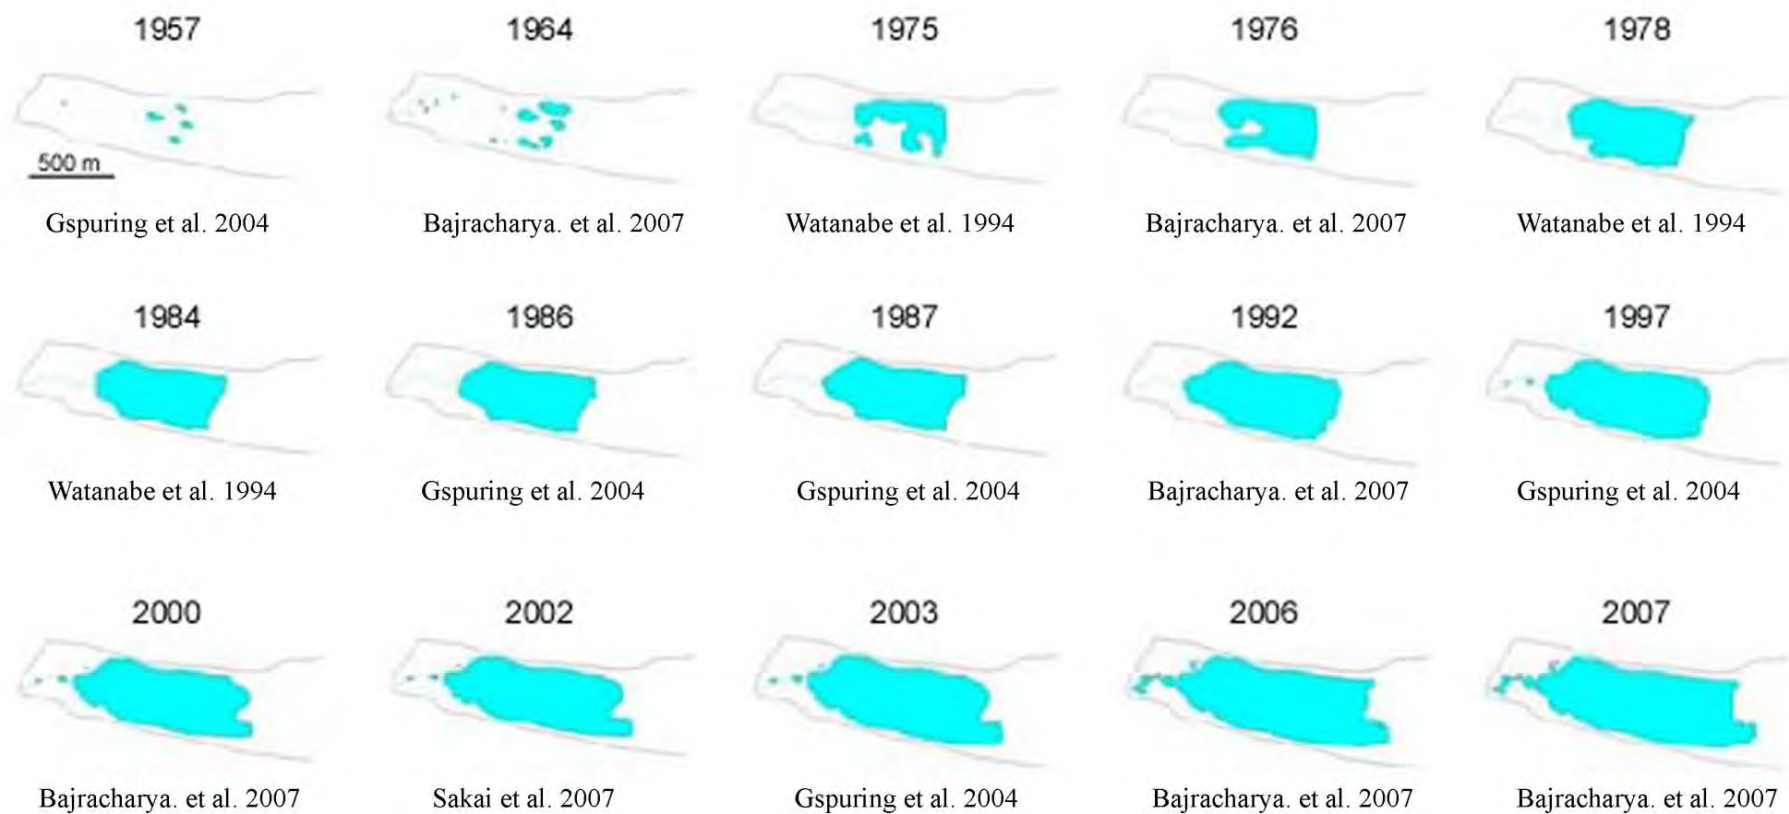 1957 1964 1975 1976 1978
500 m
Gspuring et al. 2004 Bajracharya. et al. 2007 Watanabe et al. 1994 Bajracharya. et al. 2007 Watanabe et al. 1994
1984 1986 1987 1992 1997
Watanabe et al. 1994 Gspuring et al. 2004 Gspuring et al. 2004 Bajracharya. et al. 2007 Gspuring et al. 2004
2000 2002 2003 2006 2007
Bajracharya. et al. 2007 Sakai et al. 2007 Gspuring et al. 2004 Bajracharya. et al. 2007 Bajracharya. et al. 2007